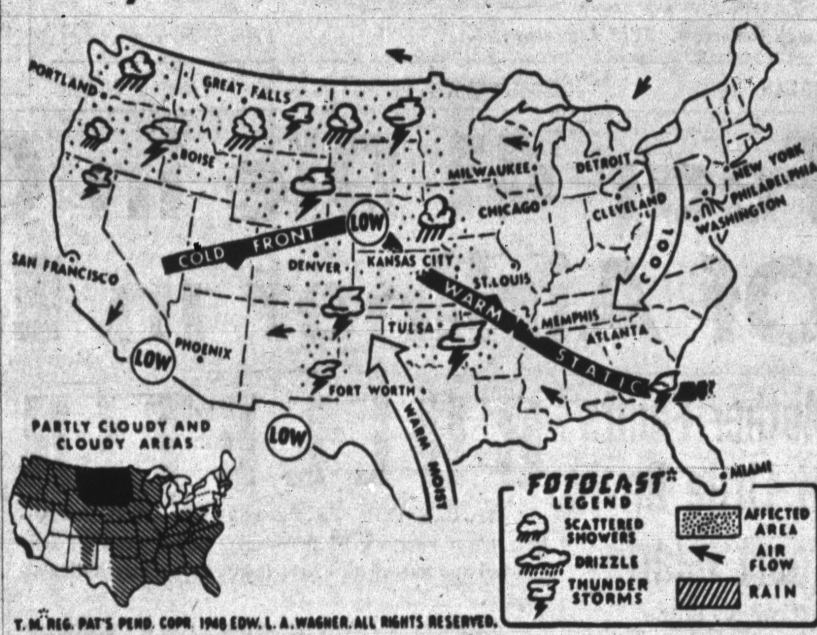 PORTLAND
GREAT FALLS
BOISE
MILWAUKEE
DETROIT
NEW YORK
PHILADELPHIA
CHICAGO
CLEVELAND
WASHINGTON
COOL
LOW
COLD FRONT
DENVER
KANSAS CITY
SAN FRANCISCO
ST. LOUIS
WARM
MEMPHIS
ATLANTA
TULSA
STATIC
LOW
PHOENIX
FORT WORTH
LOW
WARM MOIST
MIAMI
PARTLY CLOUDY AND
CLOUDY AREAS
FOTOCAST*
LEGEND
SCATTERED
SHOWERS
DRIZZLE
THUNDER
STORMS
AFFECTED
AREA
AIR
FLOW
RAIN
T. M. REG. PAT'S PEND. COPR. 1948 EDW. L. A. WAGNER. ALL RIGHTS RESERVED.